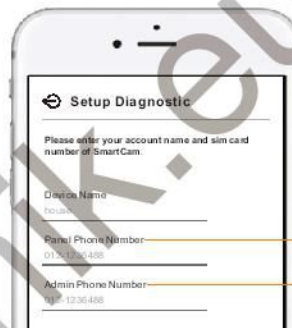 Setup Diagnostic
Please enter your account name and sim card
number of SmartCam.
Device Name
house
Panel Phone Number
012-1236488
Admin Phone Number
012-1236488